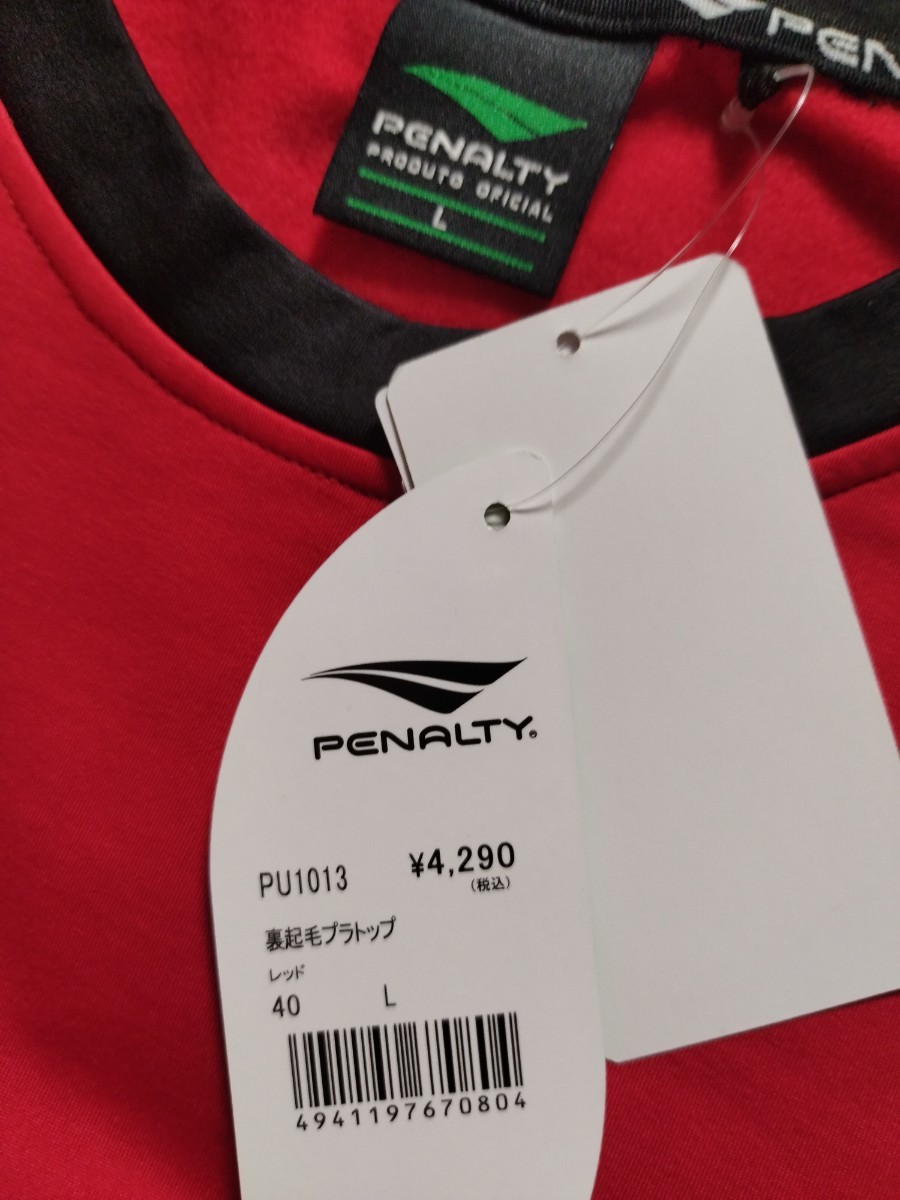 PENALTY
PRODUTO OFICIAL
L
PEN
PENALTY
PU1013 ¥4,290
(税込)
裏起毛プラトップ
レッド
40 L
4941197670804